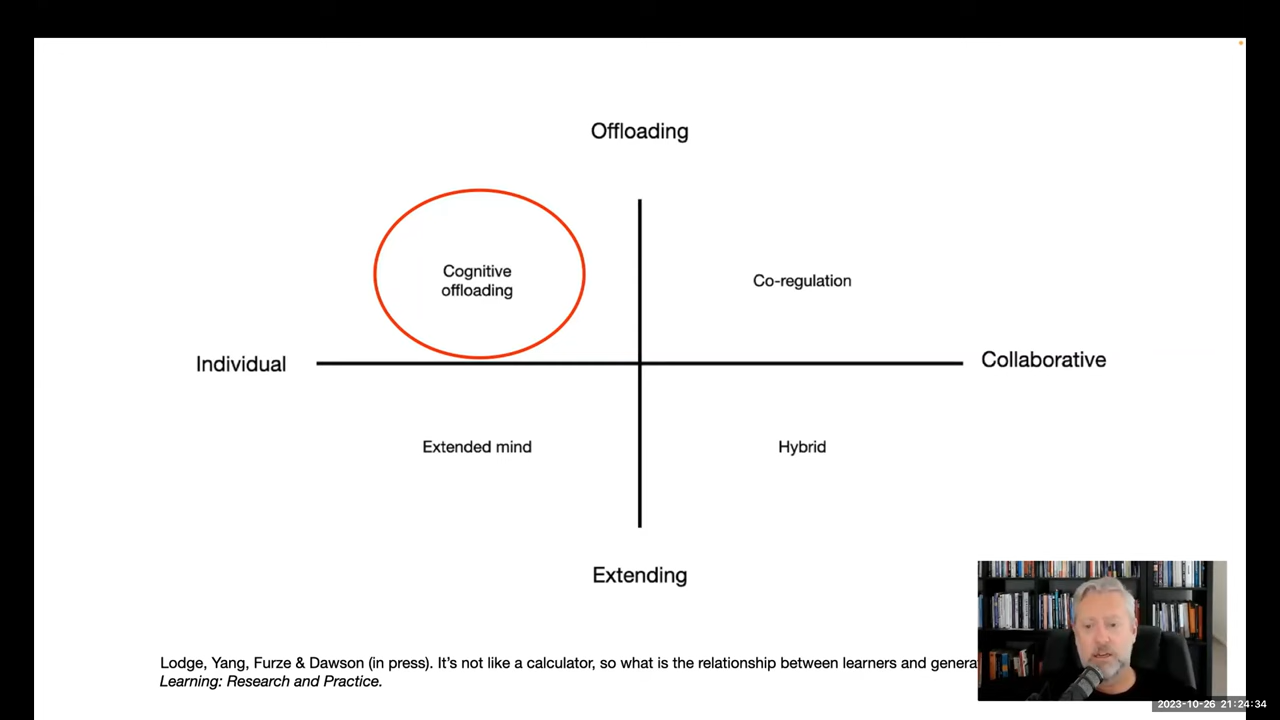 Offloading
Cognitive
offloading
Co-regulation
Individual
Collaborative
Extended mind
Hybrid
Extending
Lodge, Yang, Furze & Dawson (in press). It’s not like a calculator, so what is the relationship between learners and genera
Learning: Research and Practice.
2023-10-26 21:24:34